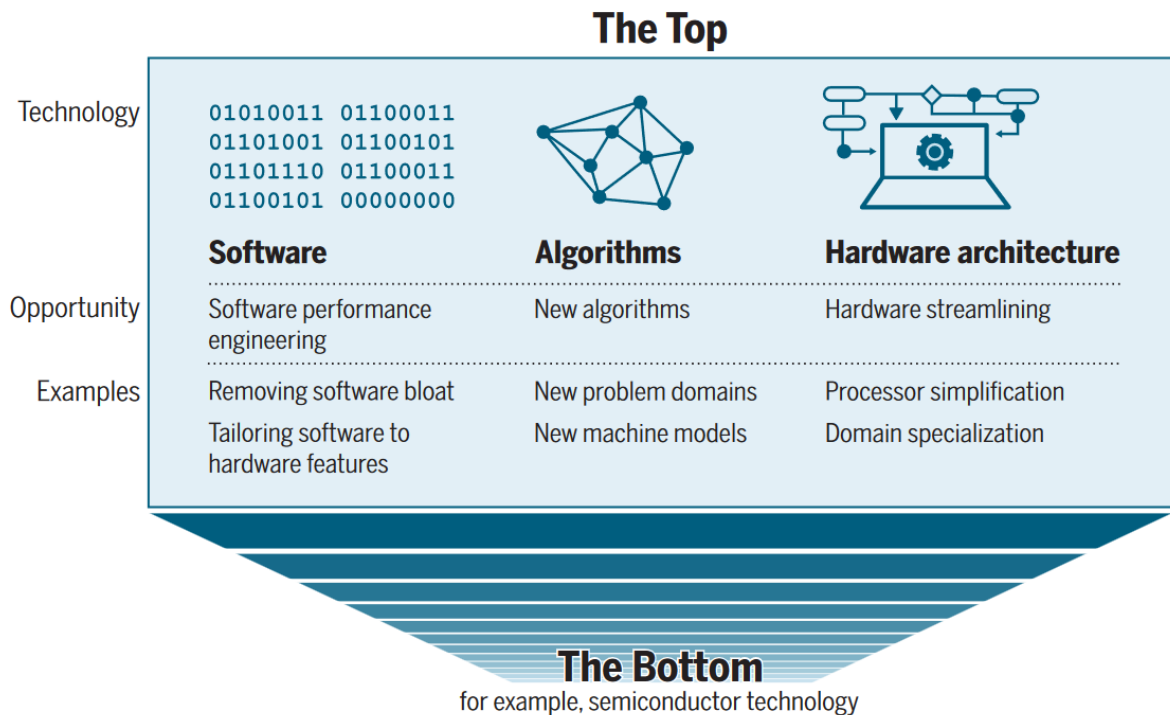 The Top
Technology
01010011 01100011
01101001 01100101
01101110 01100011
01100101 00000000
Software
Algorithms
Hardware architecture
Opportunity
Software performance
engineering
New algorithms
Hardware streamlining
Examples
Removing software bloat
New problem domains
Processor simplification
Tailoring software to
hardware features
New machine models
Domain specialization
The Bottom
for example, semiconductor technology